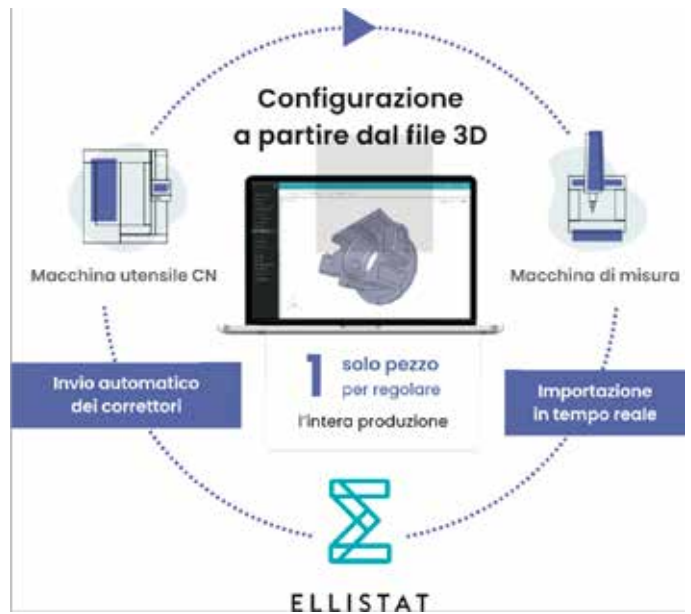 Configurazione
a partire dal file 3D
Macchina utensile CN
Macchina di misura
Invio automatico
dei correttori
1 solo pezzo
per regolare
l'intera produzione
Importazione
in tempo reale
ELLISTAT